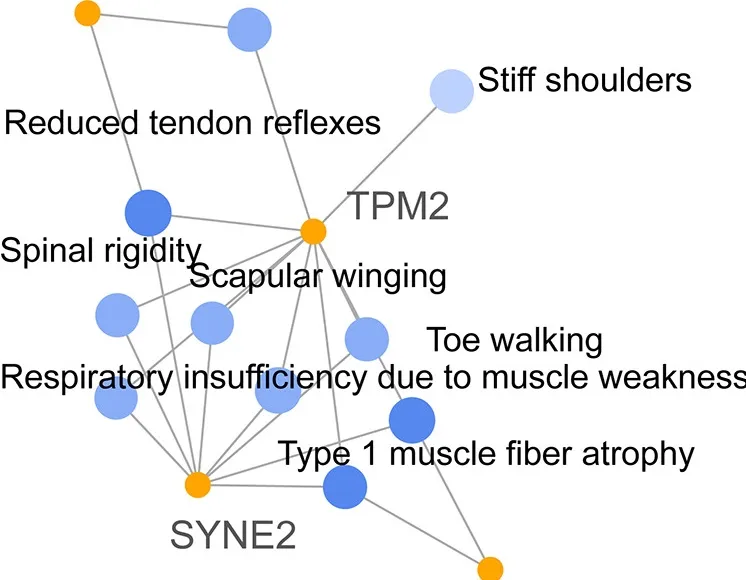 Stiff shoulders
Reduced tendon reflexes
TPM2
Spinal rigidity
Scapular winging
Toe walking
Respiratory insufficiency due to muscle weakness
Type 1 muscle fiber atrophy
SYNE2